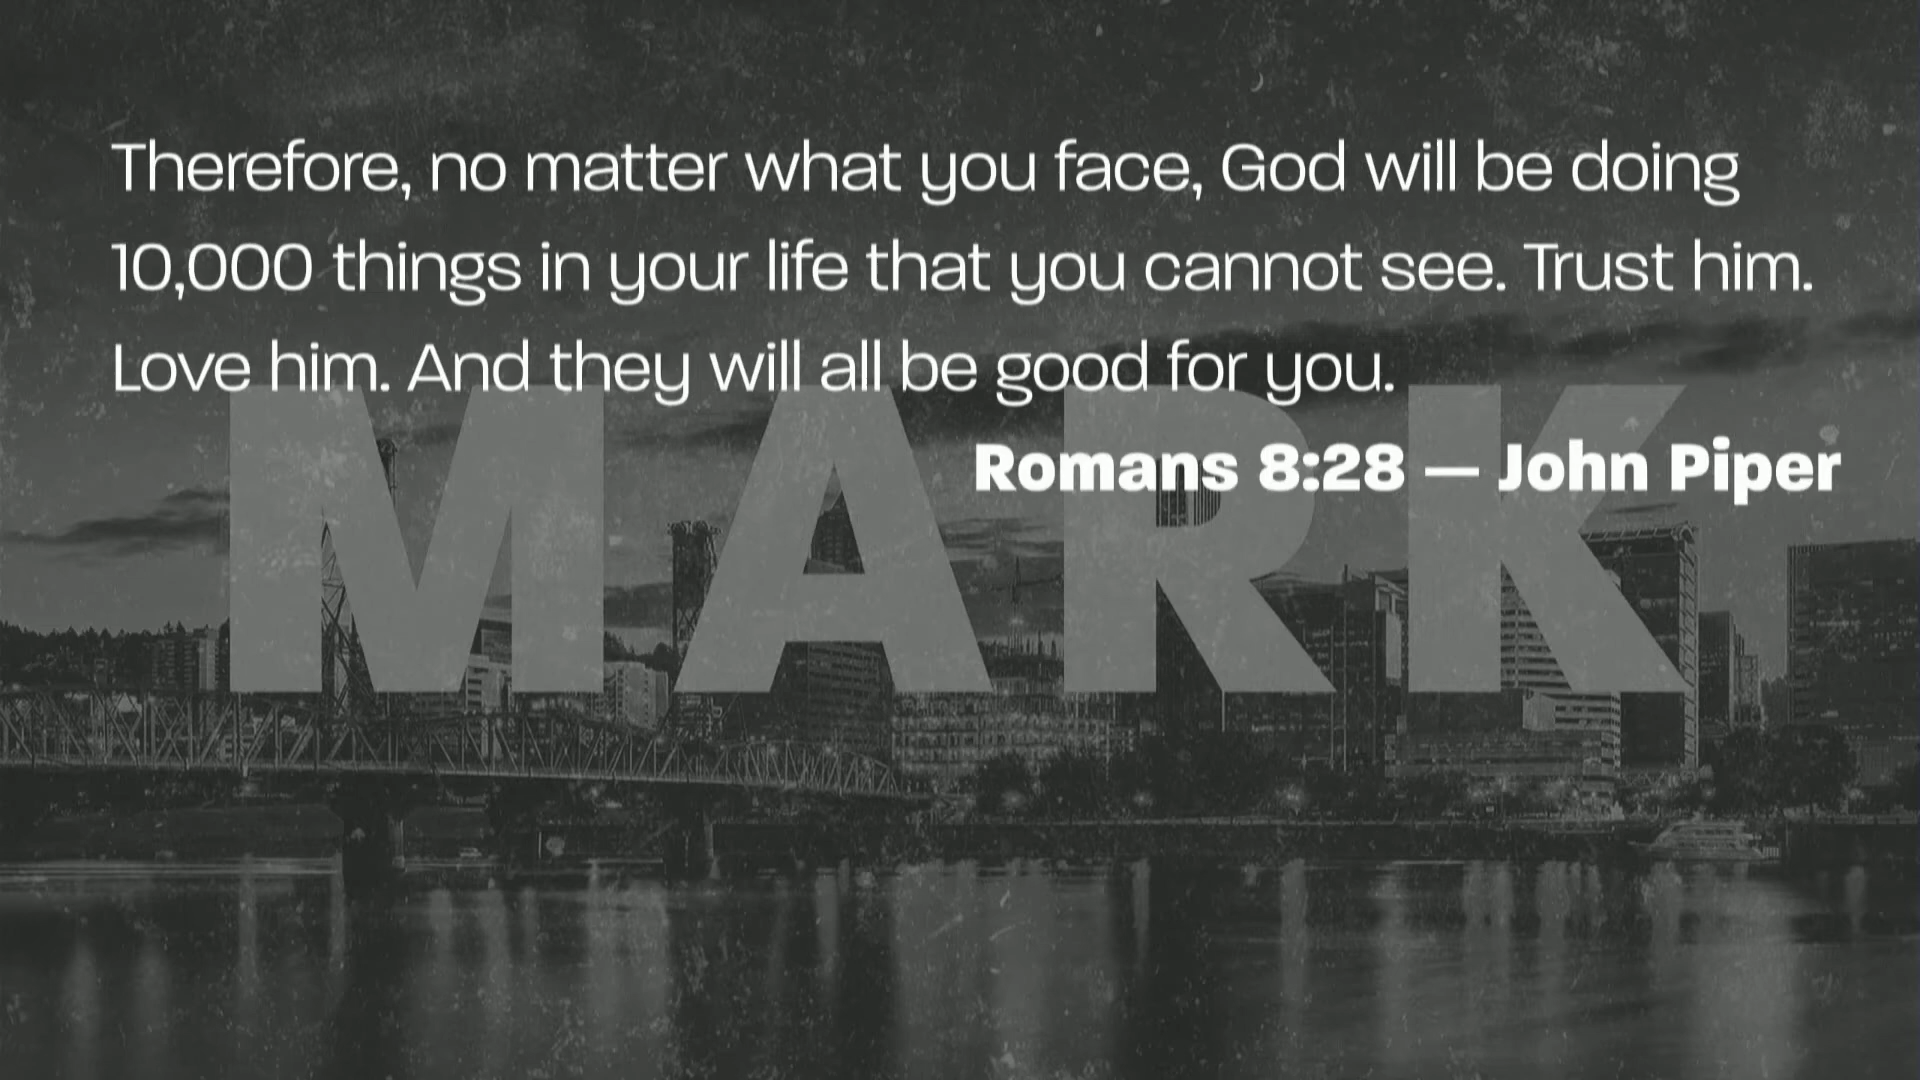 Therefore, no matter what you face, God will be doing
10,000 things in your life that you cannot see. Trust him.
Love him. And they will all be good for you.
Romans 8:28 — John Piper
MARK